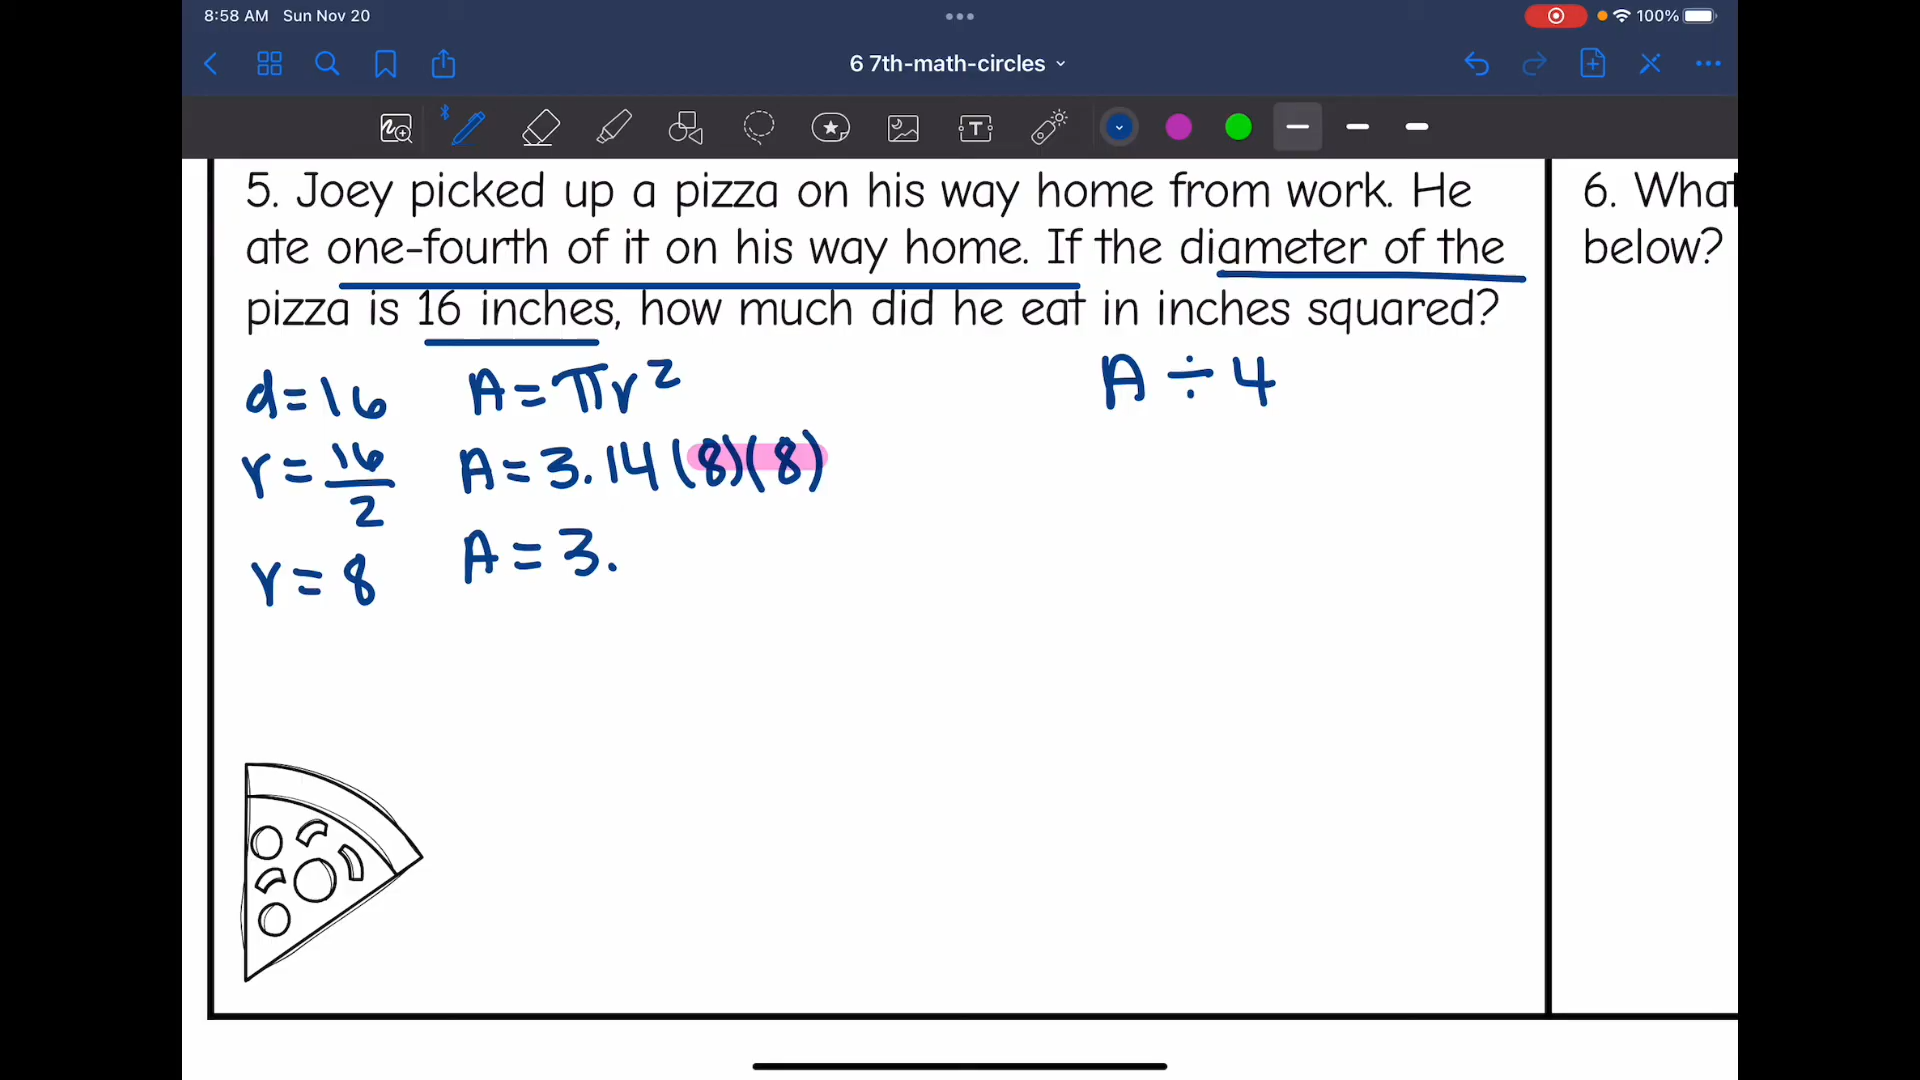 8:58 AM Sun Nov 20
100%
6 7th-math-circles
T
5. Joey picked up a pizza on his way home from work. He
ate one-fourth of it on his way home. If the diameter of the
pizza is 16 inches, how much did he eat in inches squared?
d=16 A=πr²
A÷4
r=16/2 A=3.14(8)(8)
r=8 A=3.
6. What
below?